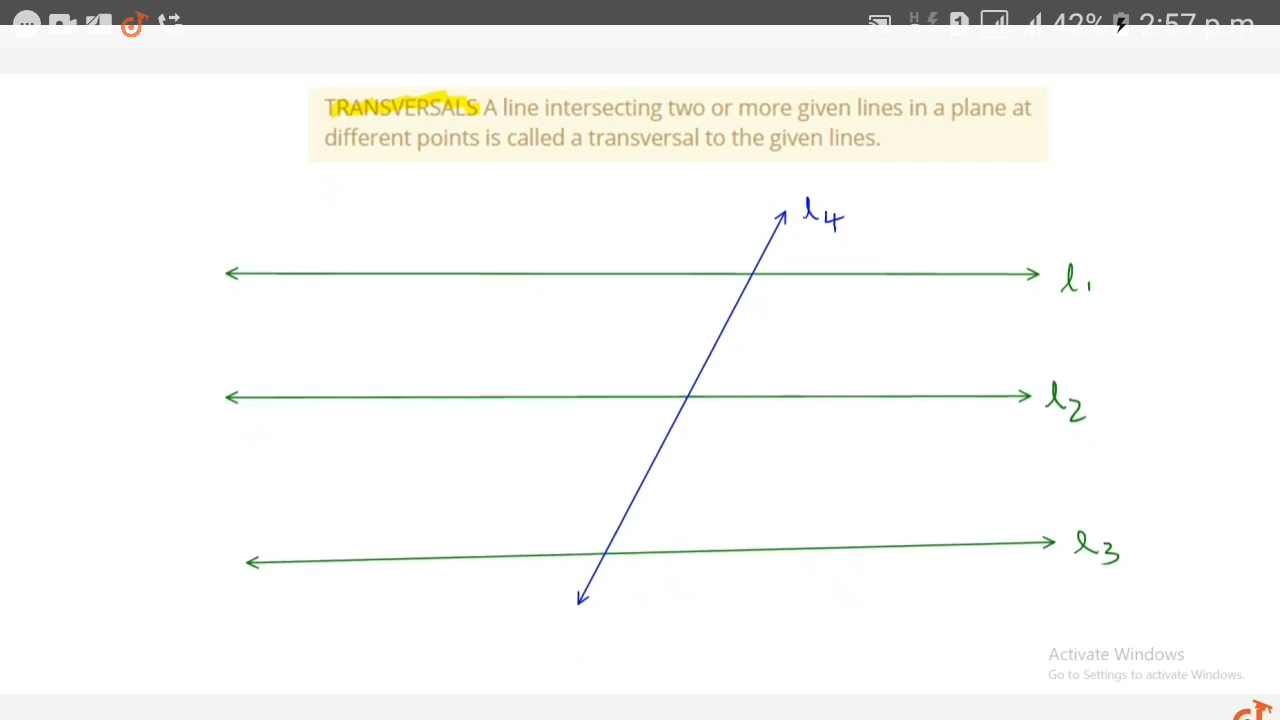 H 1 42% 2:57 p.m.
TRANSVERSALS A line intersecting two or more given lines in a plane at
different points is called a transversal to the given lines.
l4
l1
l2
l3
Activate Windows
Go to Settings to activate Windows.